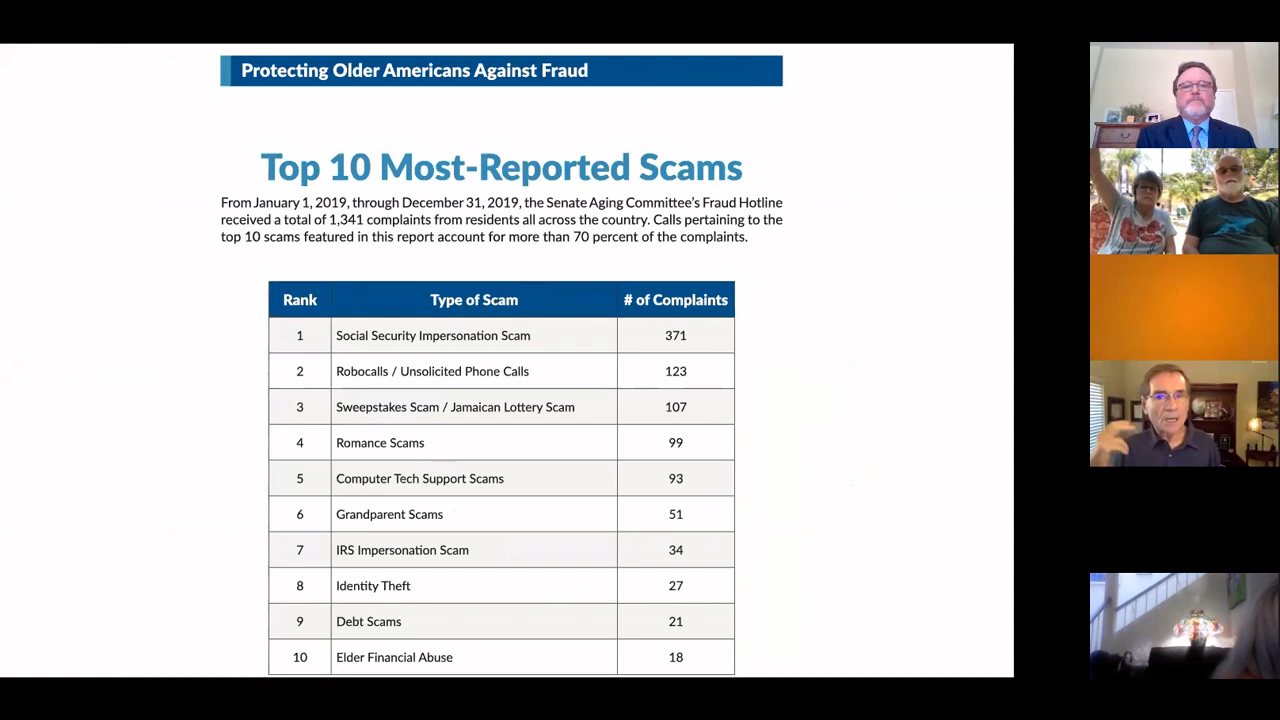 Protecting Older Americans Against Fraud
Top 10 Most-Reported Scams
From January 1, 2019, through December 31, 2019, the Senate Aging Committee's Fraud Hotline
received a total of 1,341 complaints from residents all across the country. Calls pertaining to the
top 10 scams featured in this report account for more than 70 percent of the complaints.
Rank Type of Scam # of Complaints
1 Social Security Impersonation Scam 371
2 Robocalls / Unsolicited Phone Calls 123
3 Sweepstakes Scam / Jamaican Lottery Scam 107
4 Romance Scams 99
5 Computer Tech Support Scams 93
6 Grandparent Scams 51
7 IRS Impersonation Scam 34
8 Identity Theft 27
9 Debt Scams 21
10 Elder Financial Abuse 18